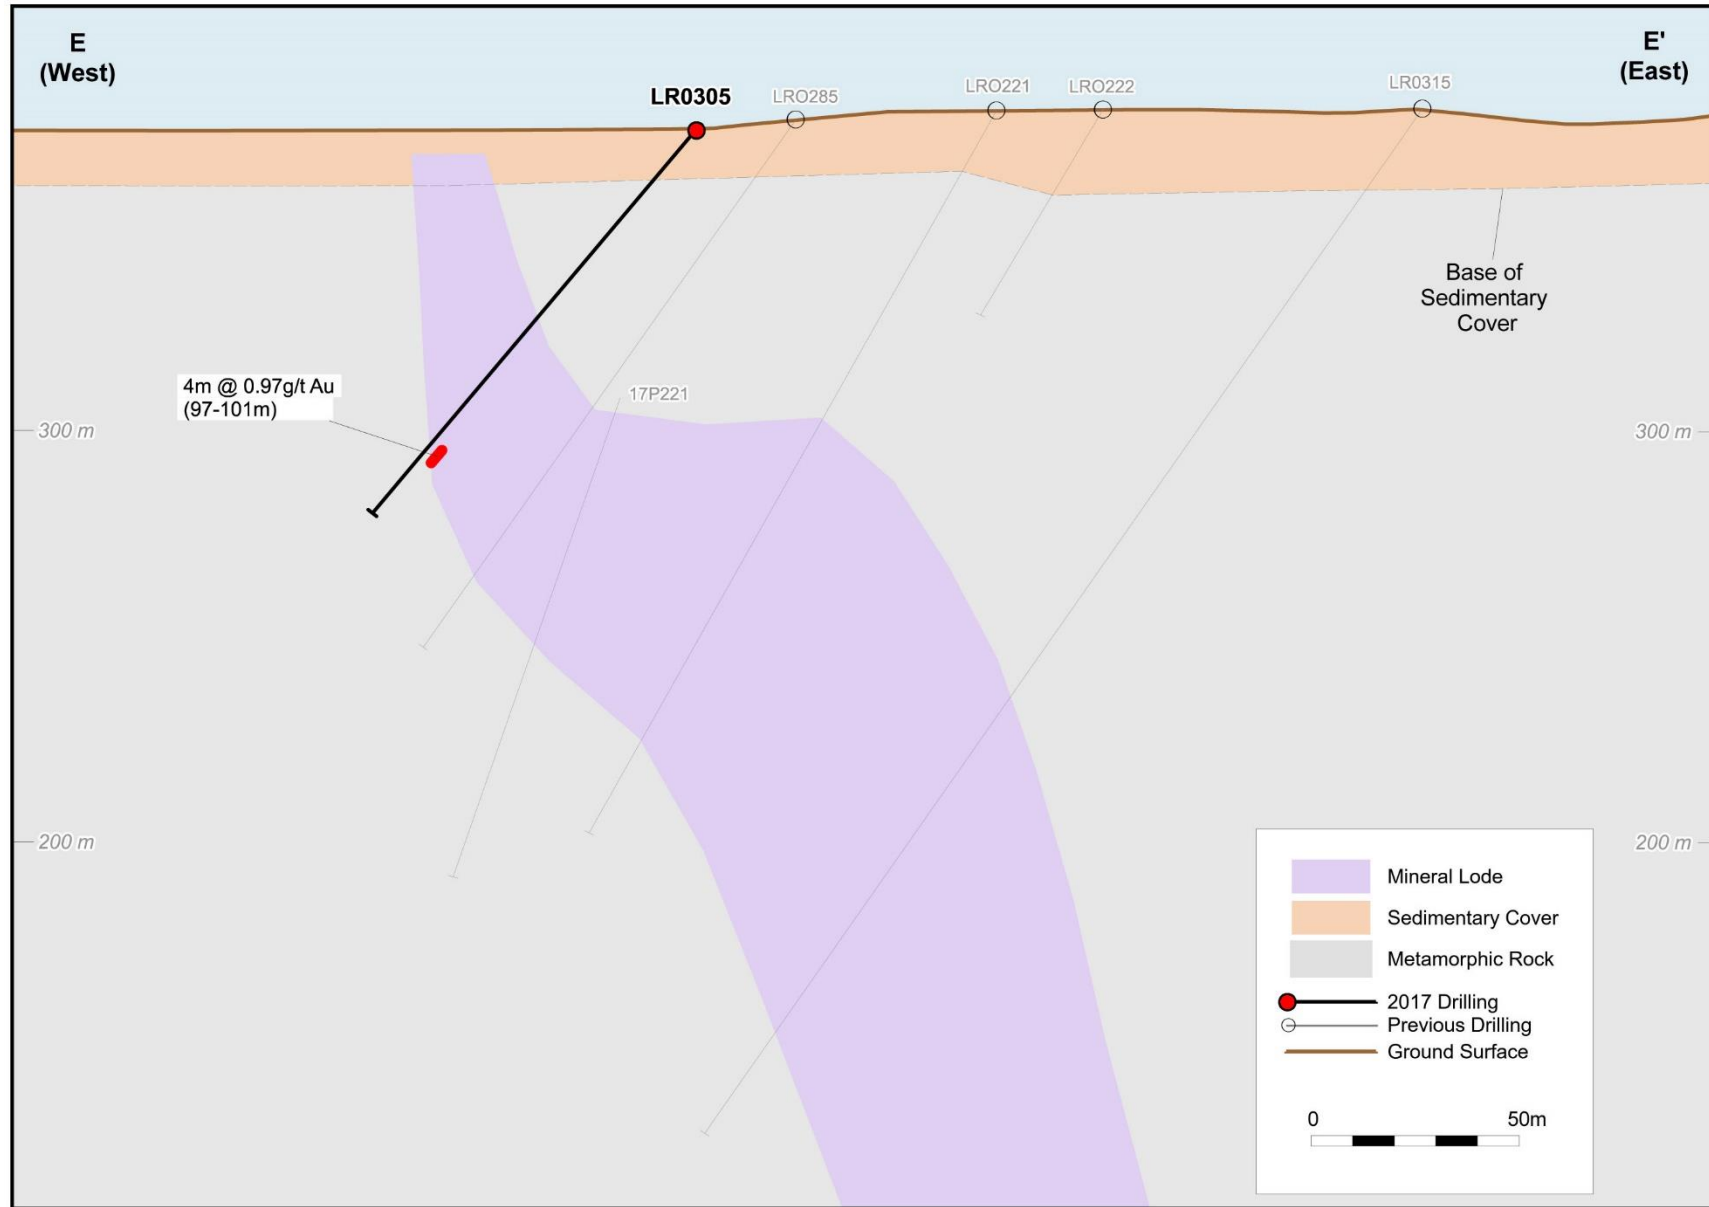 E
(West)
E'
(East)
LR0305
LRO285
LRO221
LRO222
LR0315
Base of
Sedimentary
Cover
4m @ 0.97g/t Au
(97-101m)
17P221
300 m
300 m
200 m
200 m
Mineral Lode
Sedimentary Cover
Metamorphic Rock
2017 Drilling
Previous Drilling
Ground Surface
0
50m